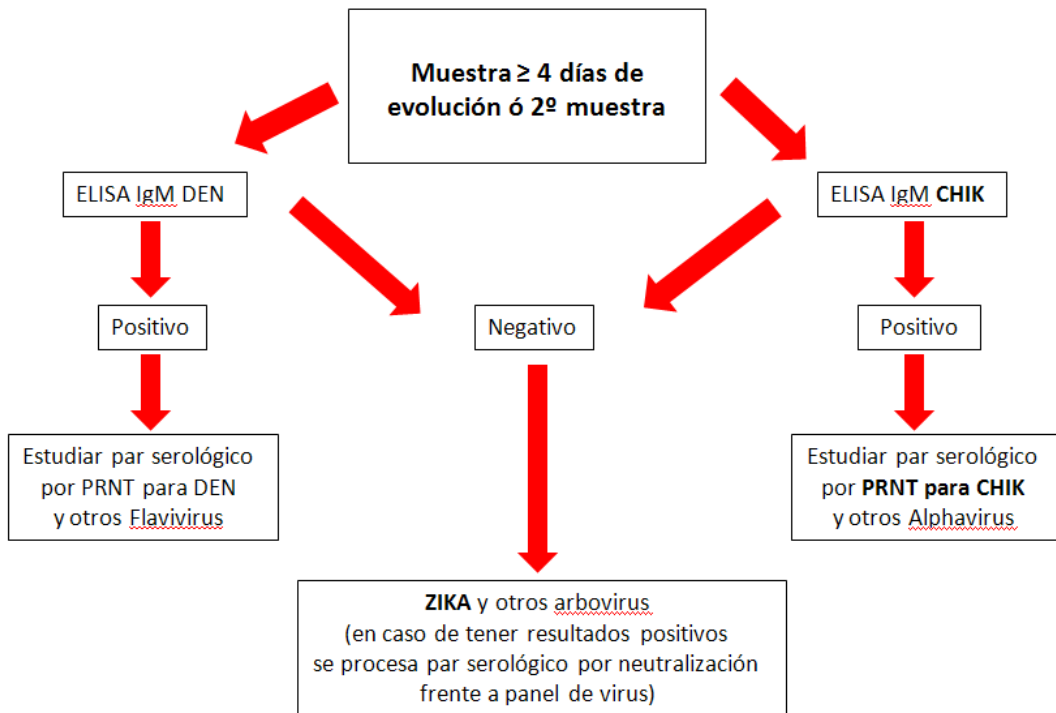 Muestra ≥ 4 días de
evolución ó 2º muestra
ELISA IgM DEN
ELISA IgM CHIK
Positivo
Negativo
Positivo
Estudiar par serológico
por PRNT para DEN
y otros Flavivirus
Estudiar par serológico
por PRNT para CHIK
y otros Alphavirus
ZIKA y otros arbovirus
(en caso de tener resultados positivos
se procesa par serológico por neutralización
frente a panel de virus)